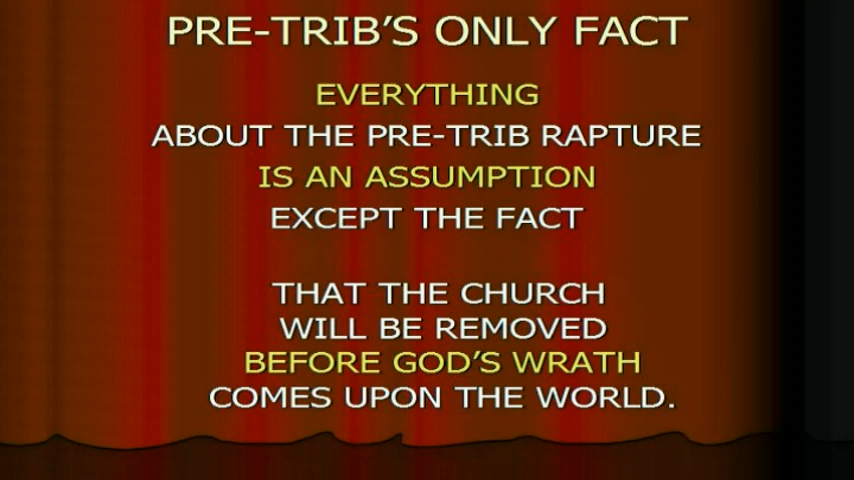 PRE-TRIB'S ONLY FACT
EVERYTHING
ABOUT THE PRE-TRIB RAPTURE
IS AN ASSUMPTION
EXCEPT THE FACT
THAT THE CHURCH
WILL BE REMOVED
BEFORE GOD'S WRATH
COMES UPON THE WORLD.